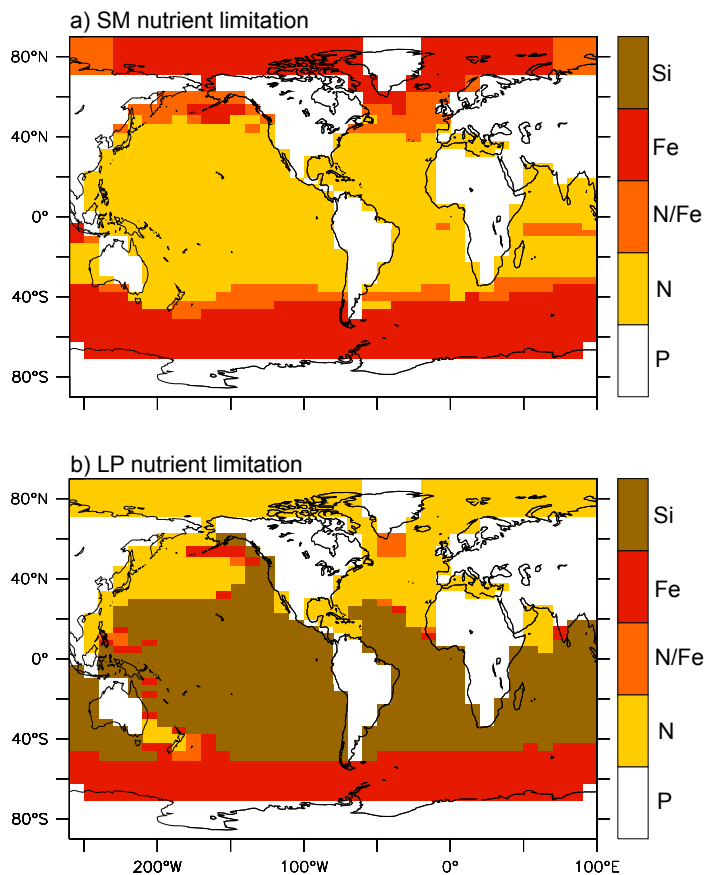 a) SM nutrient limitation
80°N
40°N
0°
40°S
80°S
Si
Fe
N/Fe
N
P
b) LP nutrient limitation
80°N
40°N
0°
40°S
80°S
200°W
100°W
0°
100°E
Si
Fe
N/Fe
N
P